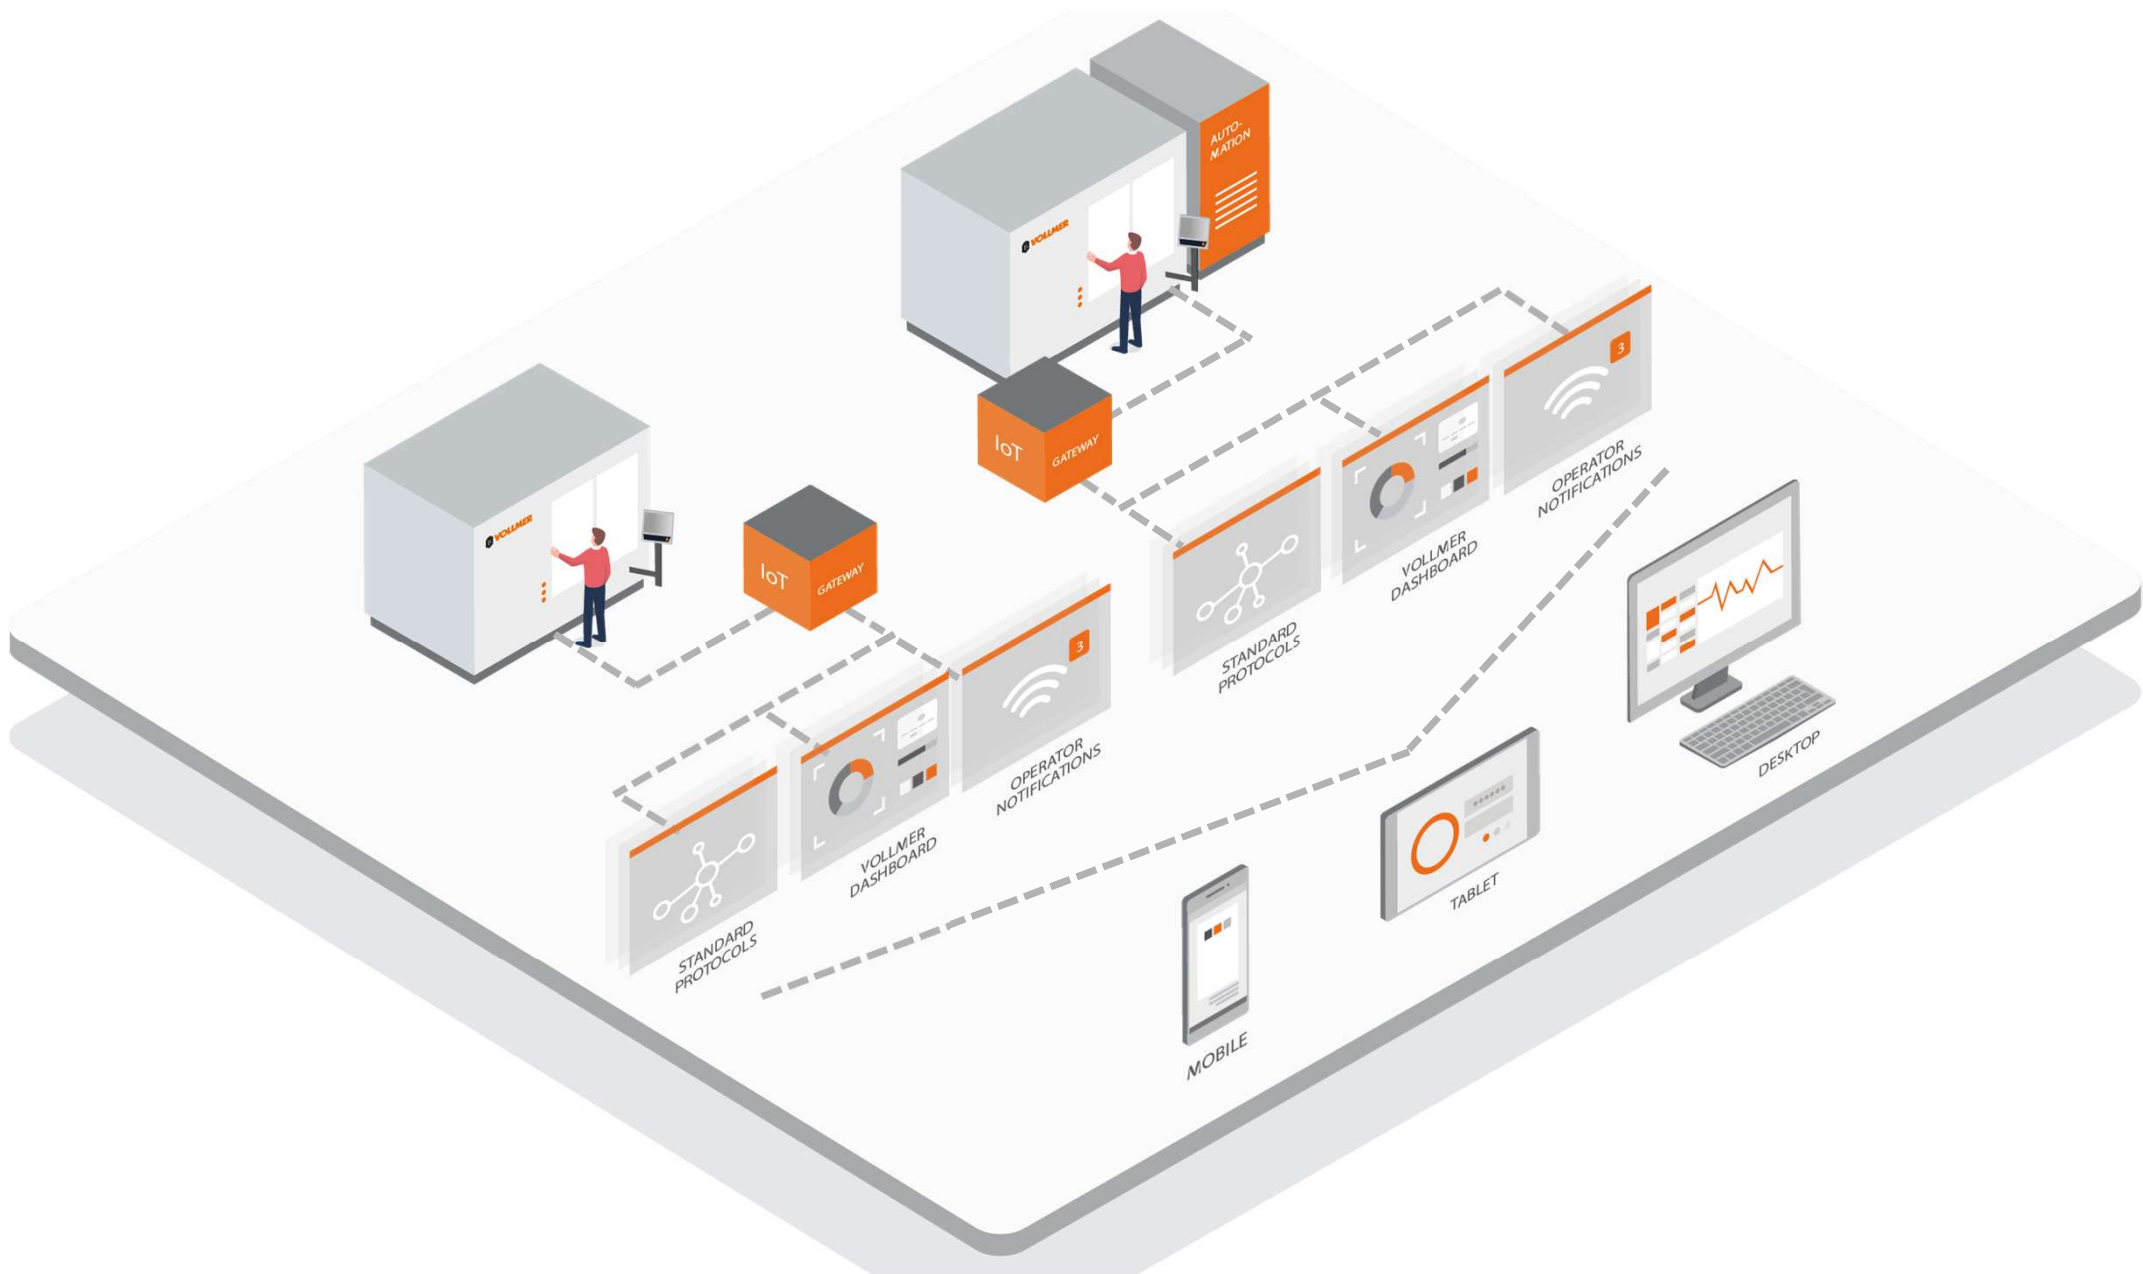 AUTO-
MATION
VOLLMER
3
IoT
GATEWAY
OPERATOR
NOTIFICATIONS
VOLLMER
DASHBOARD
STANDARD
PROTOCOLS
VOLLMER
IoT
GATEWAY
3
OPERATOR
NOTIFICATIONS
VOLLMER
DASHBOARD
STANDARD
PROTOCOLS
DESKTOP
TABLET
MOBILE